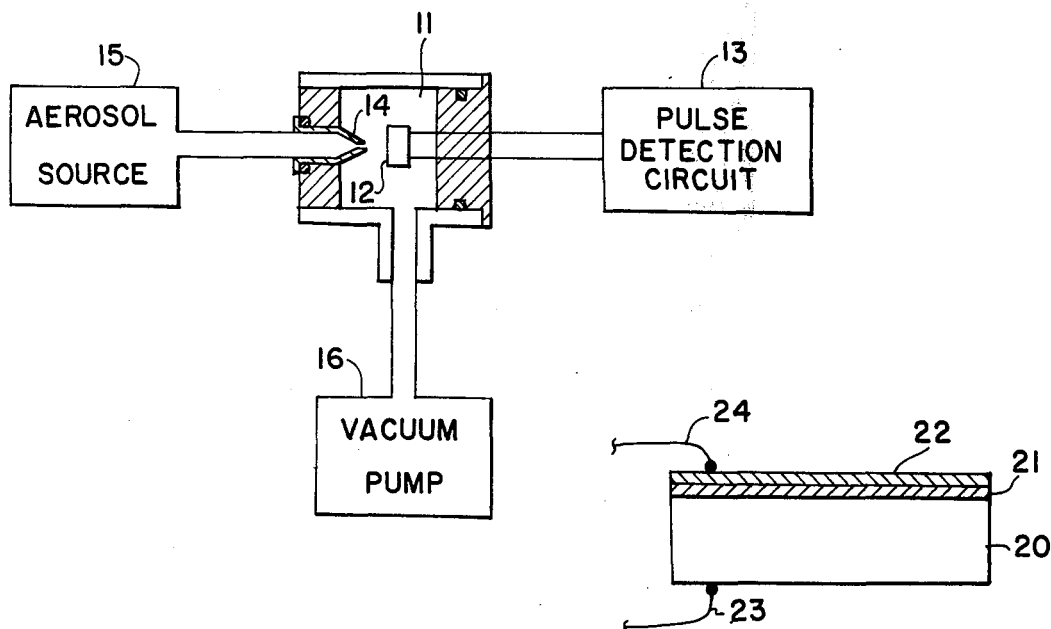 15
AEROSOL
SOURCE
11
14
12
13
PULSE
DETECTION
CIRCUIT
16
VACUUM
PUMP
24
22
21
20
23